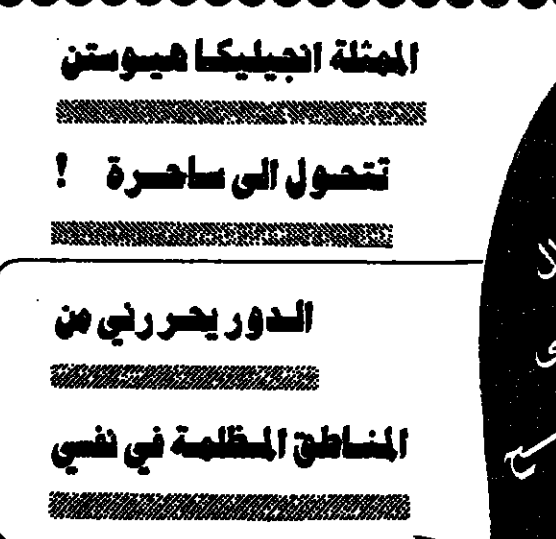 الممثلة انجيليكا هيوستن
تتحول الى ساحرة !
الدور يحررني من
المناطق المظلمة في نفسي